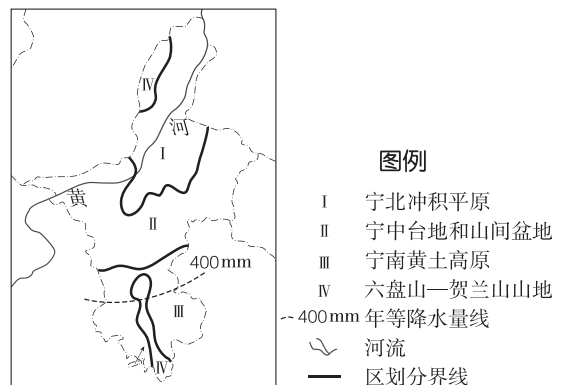 Ⅳ
河
Ⅰ
黄
Ⅱ
400mm
Ⅲ
Ⅳ
图例
Ⅰ 宁北冲积平原
Ⅱ 宁中台地和山间盆地
Ⅲ 宁南黄土高原
Ⅳ 六盘山—贺兰山山地
400mm 年等降水量线
河流
区划分界线